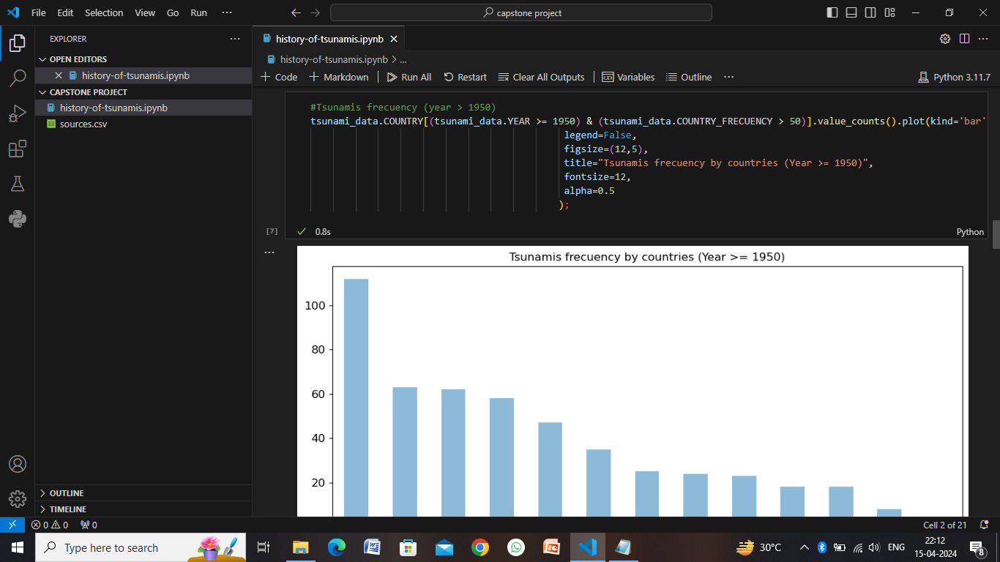 File Edit Selection View Go Run ···
capstone project
EXPLORER
OPEN EDITORS
history-of-tsunamis.ipynb
CAPSTONE PROJECT
history-of-tsunamis.ipynb
sources.csv
OUTLINE
TIMELINE
history-of-tsunamis.ipynb
history-of-tsunamis.ipynb > ...
+ Code + Markdown Run All Restart Clear All Outputs Variables Outline ··· Python 3.11.7
#Tsunamis frecuency (year > 1950)
tsunami_data.COUNTRY[(tsunami_data.YEAR >= 1950) & (tsunami_data.COUNTRY_FRECUENCY > 50)].value_counts().plot(kind='bar'
legend=False,
figsize=(12,5),
title="Tsunamis frecuency by countries (Year >= 1950)",
fontsize=12,
alpha=0.5
);
[7] 0.8s Python
Tsunamis frecuency by countries (Year >= 1950)
100
80
60
40
20
0 0 0 Cell 2 of 21
Type here to search 30°C ENG 22:12
15-04-2024 8